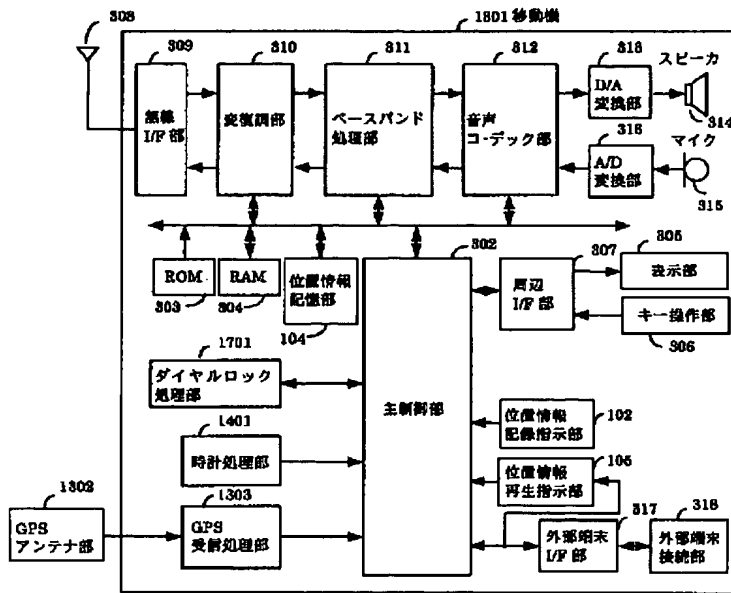 1301 移動機
308
309
310
311
312
313
スピーカ
無線
I/F 部
変復調部
ベースバンド
処理部
音声
コ-デック部
D/A
変換部
314
316
マイク
A/D
変換部
315
ROM
303
RAM
304
位置情報
記憶部
104
302
主制御部
307
周辺
I/F 部
305
表示部
キー操作部
306
1701
ダイヤルロック
処理部
1401
時計処理部
位置情報
記録指示部
102
位置情報
再生指示部
105
1302
GPS
アンテナ部
1303
GPS
受信処理部
317
外部端末
I/F 部
318
外部端末
接続部